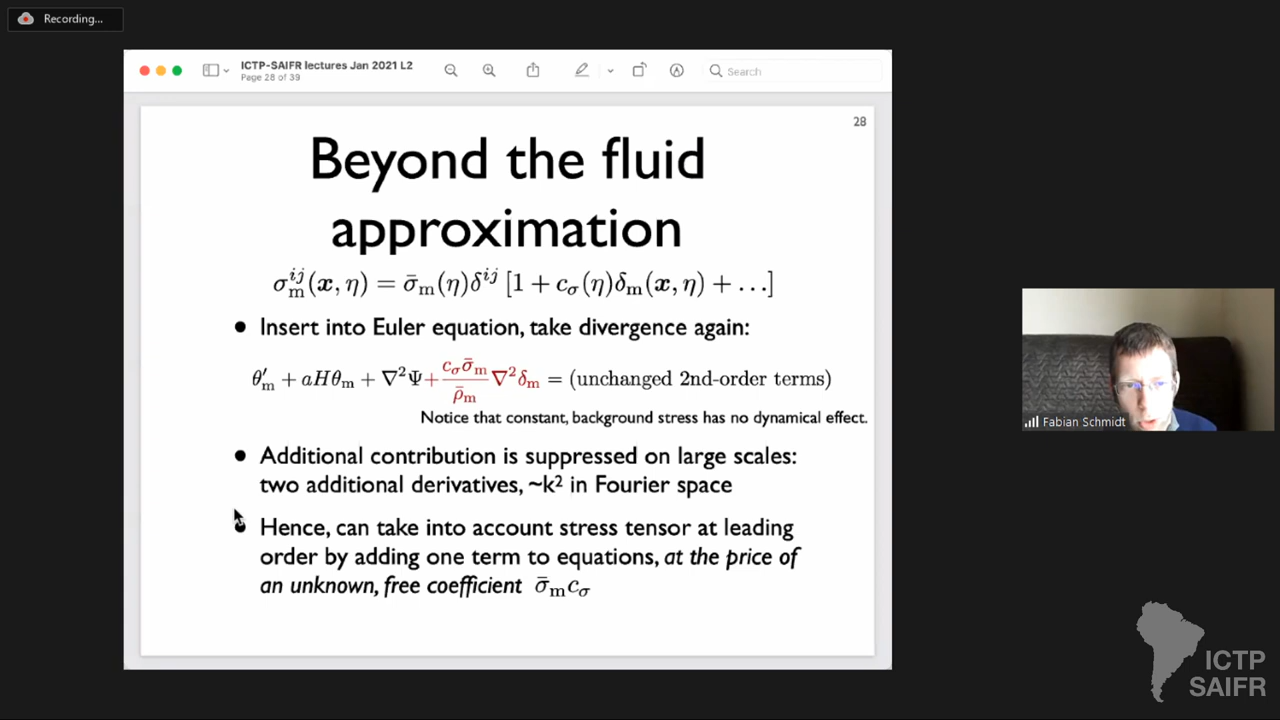 Recording...
ICTP-SAIFR lectures Jan 2021 L2
Page 28 of 39
Search
28
Beyond the fluid
approximation
σ_m^{ij}(x, η) = σ̄_m(η)δ^{ij} [1 + c_σ(η)δ_m(x, η) + …]
• Insert into Euler equation, take divergence again:
θ′_m + aHθ_m + ∇²Ψ + \frac{c_σ σ̄_m}{ρ̄_m} ∇²δ_m = (unchanged 2nd-order terms)
Notice that constant, background stress has no dynamical effect.
• Additional contribution is suppressed on large scales:
two additional derivatives, ~k² in Fourier space
• Hence, can take into account stress tensor at leading
order by adding one term to equations, at the price of
an unknown, free coefficient σ̄_m c_σ
Fabian Schmidt
ICTP
SAIFR